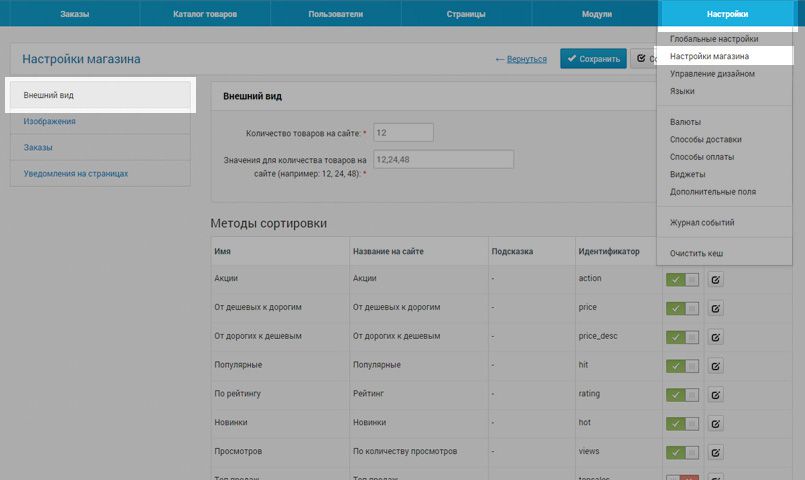 Заказы Каталог товаров Пользователи Страницы Модули Настройки
Глобальные настройки
Настройки магазина
Управление дизайном
Языки
Валюты
Способы доставки
Способы оплаты
Виджеты
Дополнительные поля
Журнал событий
Очистить кеш
Настройки магазина
← Вернуться Сохранить
Внешний вид
Изображения
Заказы
Уведомления на страницах
Внешний вид
Количество товаров на сайте: * 12
Значения для количества товаров на 12,24,48
сайте (например: 12, 24, 48): *
Методы сортировки
Имя Название на сайте Подсказка Идентификатор
Акции Акции - action
От дешевых к дорогим От дешевых к дорогим - price
От дорогих к дешевым От дорогих к дешевым - price_desc
Популярные Популярные - hit
По рейтингу Рейтинг - rating
Новинки Новинки - hot
Просмотров По количеству просмотров - views
Топ продаж Топ продаж - topsales